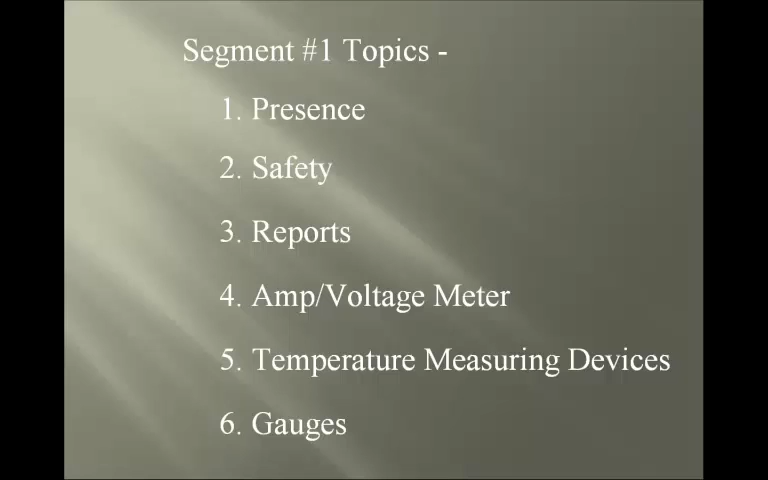 Segment #1 Topics -
1. Presence
2. Safety
3. Reports
4. Amp/Voltage Meter
5. Temperature Measuring Devices
6. Gauges